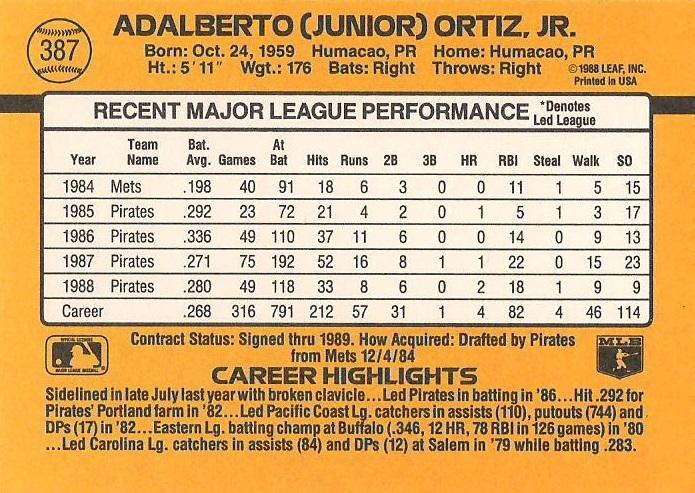 387
ADALBERTO (JUNIOR) ORTIZ, JR.
Born: Oct. 24, 1959 Humacao, PR Home: Humacao, PR
Ht.: 5' 11" Wgt.: 176 Bats: Right Throws: Right
©1988 LEAF, INC.
Printed in USA
RECENT MAJOR LEAGUE PERFORMANCE *Denotes Led League
Year Team Name Bat. Avg. Games At Bat Hits Runs 2B 3B HR RBI Steal Walk SO
1984 Mets .198 40 91 18 6 3 0 0 11 1 5 15
1985 Pirates .292 23 72 21 4 2 0 1 5 1 3 17
1986 Pirates .336 49 110 37 11 6 0 0 14 0 9 13
1987 Pirates .271 75 192 52 16 8 1 1 22 0 15 23
1988 Pirates .280 49 118 33 8 6 0 2 18 1 9 9
Career .268 316 791 212 57 31 1 4 82 4 46 114
Contract Status: Signed thru 1989. How Acquired: Drafted by Pirates
from Mets 12/4/84
MLB
CAREER HIGHLIGHTS
Sidelined in late July last year with broken clavicle...Led Pirates in batting in '86...Hit .292 for
Pirates' Portland farm in '82...Led Pacific Coast Lg. catchers in assists (110), putouts (744) and
DPs (17) in '82...Eastern Lg. batting champ at Buffalo (.346, 12 HR, 78 RBI in 126 games) in '80
...Led Carolina Lg. catchers in assists (84) and DPs (12) at Salem in '79 while batting .283.